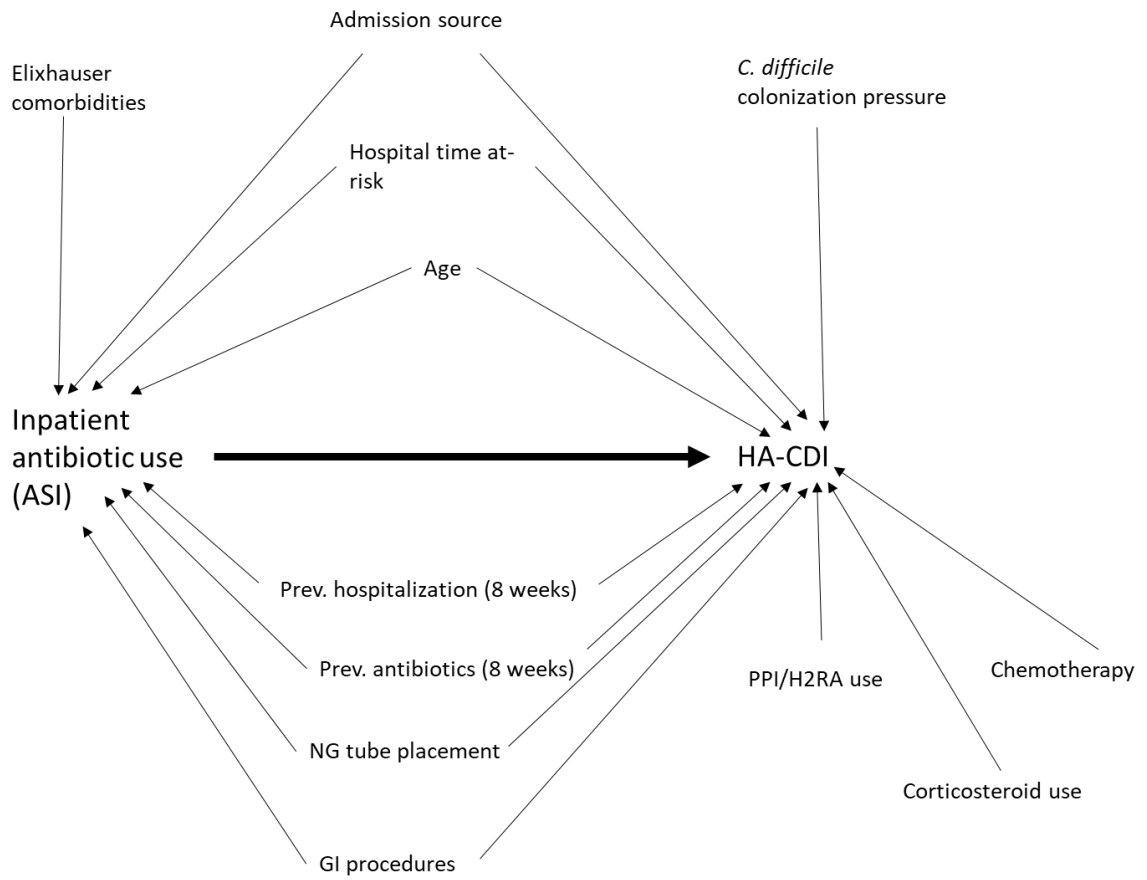 Admission source
Elixhauser
comorbidities
C. difficile
colonization pressure
Hospital time at-
risk
Age
Inpatient
antibiotic use
(ASI)
HA-CDI
Prev. hospitalization (8 weeks)
Prev. antibiotics (8 weeks)
PPI/H2RA use
Chemotherapy
NG tube placement
Corticosteroid use
GI procedures